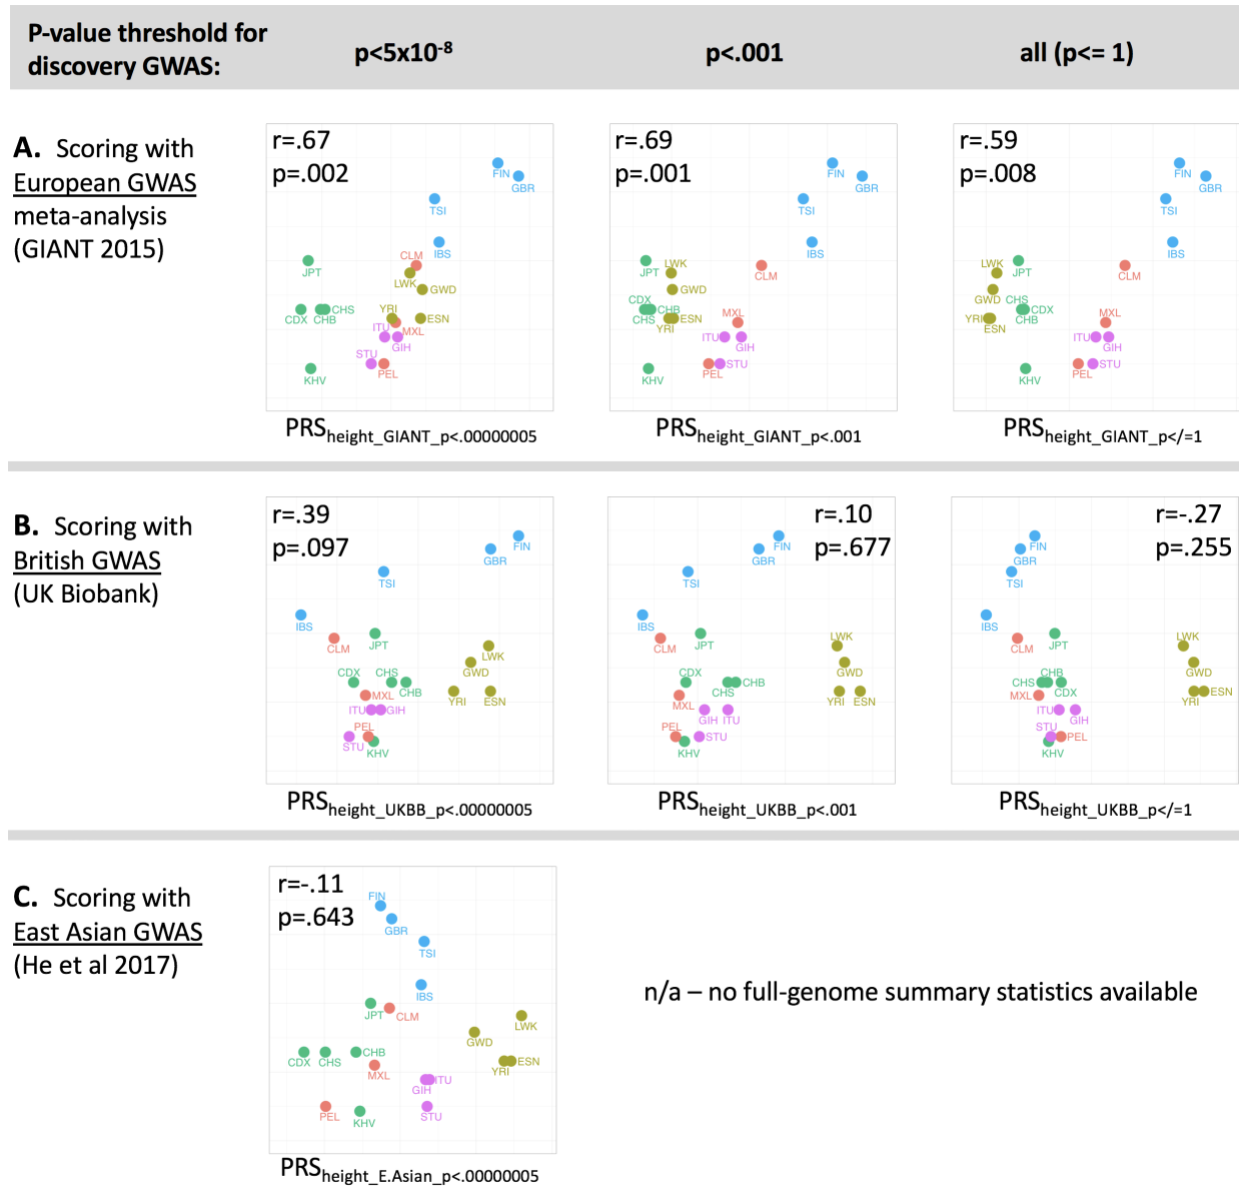 P-value threshold for
discovery GWAS:
p<5x10-8
p<.001
all (p<= 1)
A. Scoring with
European GWAS
meta-analysis
(GIANT 2015)
r=.67
p=.002
FIN
GBR
TSI
IBS
CLM
JPT
LWK
GWD
CDX
CHB
CHS
YRI
ESN
ITU
MXL
GIH
STU
PEL
KHV
PRSheight_GIANT_p<.00000005
r=.69
p=.001
FIN
GBR
TSI
IBS
LWK
JPT
CLM
GWD
CDX
CHB
CHS
ESN
YRI
MXL
ITU
GIH
PEL
STU
KHV
PRSheight_GIANT_p<.001
r=.59
p=.008
FIN
GBR
TSI
IBS
LWK
JPT
CLM
GWD
CHS
CDX
YRI
CHB
ESN
MXL
ITU
GIH
PEL
STU
KHV
PRSheight_GIANT_p</=1
B. Scoring with
British GWAS
(UK Biobank)
r=.39
p=.097
FIN
GBR
TSI
IBS
CLM
JPT
LWK
GWD
CDX
CHS
CHB
MXL
YRI
ESN
ITU
GIH
PEL
STU
KHV
PRSheight_UKBB_p<.00000005
r=.10
p=.677
FIN
GBR
TSI
IBS
CLM
JPT
LWK
GWD
CDX
CHS
CHB
MXL
YRI
ESN
GIH
ITU
PEL
STU
KHV
PRSheight_UKBB_p<.001
r=-.27
p=.255
FIN
GBR
TSI
IBS
CLM
JPT
LWK
GWD
CHB
CHS
CDX
MXL
YRI
ESN
ITU
GIH
STU
PEL
KHV
PRSheight_UKBB_p</=1
C. Scoring with
East Asian GWAS
(He et al 2017)
r=-.11
p=.643
FIN
GBR
TSI
IBS
JPT
CLM
LWK
GWD
CDX
CHS
CHB
MXL
YRI
ESN
GIH
ITU
PEL
KHV
STU
PRSheight_E.Asian_p<.00000005
n/a – no full-genome summary statistics available